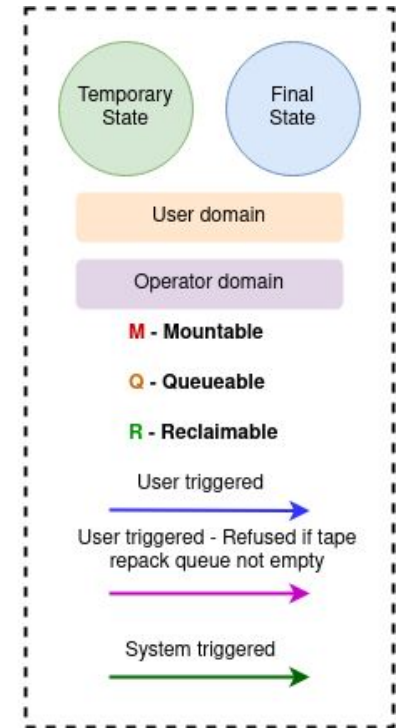 Temporary
State
Final
State
User domain
Operator domain
M - Mountable
Q - Queueable
R - Reclaimable
User triggered
User triggered - Refused if tape
repack queue not empty
System triggered